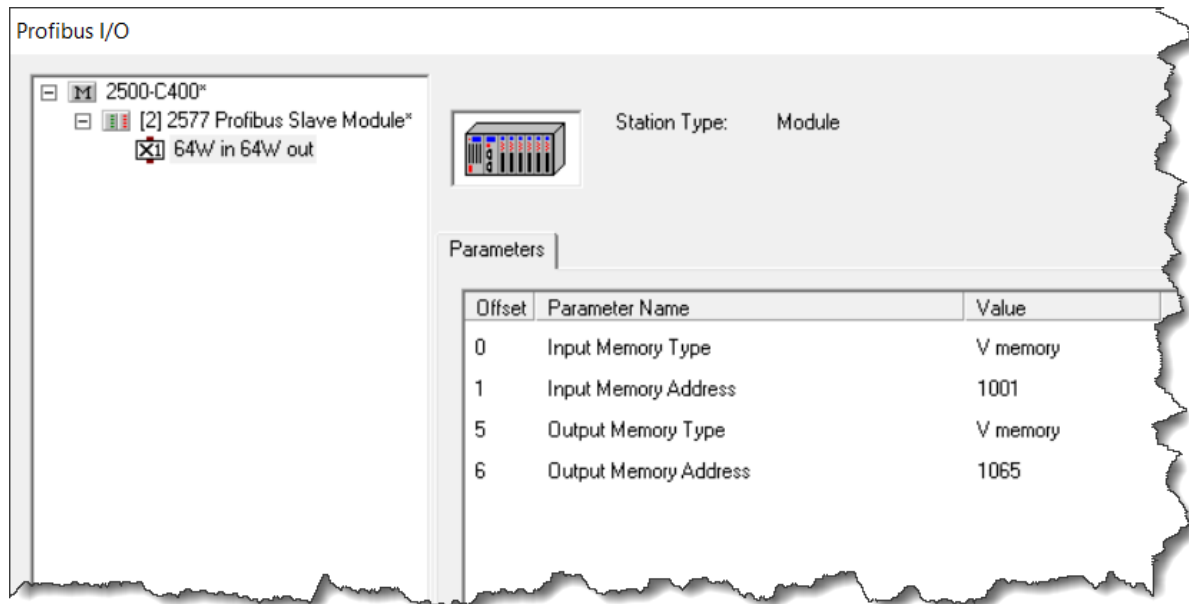 Profibus I/O
M 2500-C400*
[2] 2577 Profibus Slave Module*
X1 64W in 64W out
Station Type: Module
Parameters
Offset Parameter Name Value
0 Input Memory Type V memory
1 Input Memory Address 1001
5 Output Memory Type V memory
6 Output Memory Address 1065